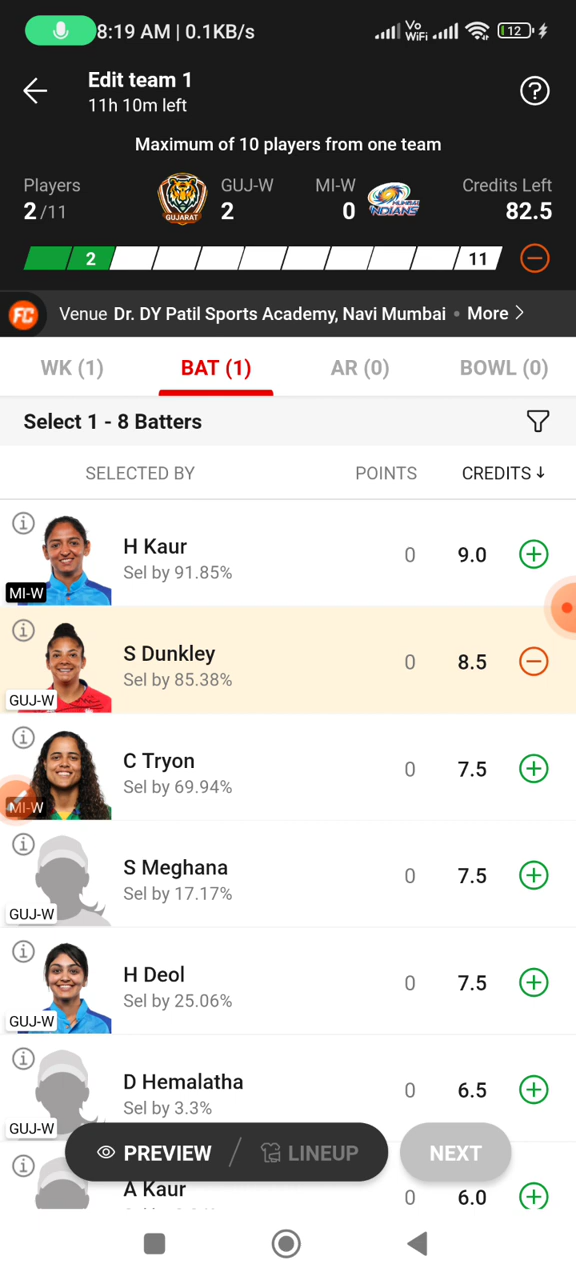 8:19 AM | 0.1KB/s
Vo
WiFi
12
Edit team 1
11h 10m left
Maximum of 10 players from one team
Players
2/11
GUJARAT
GUJ-W
2
MI-W
0
MUMBAI
INDIANS
Credits Left
82.5
2
11
FC
Venue Dr. DY Patil Sports Academy, Navi Mumbai • More
WK (1) BAT (1) AR (0) BOWL (0)
Select 1 - 8 Batters
SELECTED BY POINTS CREDITS ↓
H Kaur
Sel by 91.85%
0 9.0
MI-W
S Dunkley
Sel by 85.38%
0 8.5
GUJ-W
C Tryon
Sel by 69.94%
0 7.5
MI-W
S Meghana
Sel by 17.17%
0 7.5
GUJ-W
H Deol
Sel by 25.06%
0 7.5
GUJ-W
D Hemalatha
Sel by 3.3%
0 6.5
GUJ-W
PREVIEW / LINEUP NEXT
A Kaur
0 6.0